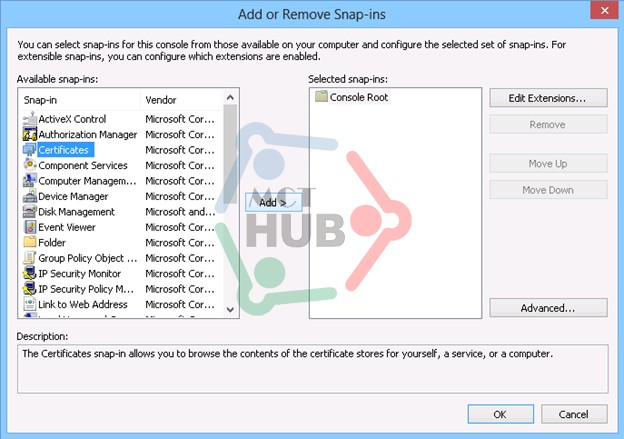 Add or Remove Snap-ins
You can select snap-ins for this console from those available on your computer and configure the selected set of snap-ins. For
extensible snap-ins, you can configure which extensions are enabled.
Available snap-ins:
Snap-in Vendor
ActiveX Control Microsoft Cor...
Authorization Manager Microsoft Cor...
Certificates Microsoft Cor...
Component Services Microsoft Cor...
Computer Managem... Microsoft Cor...
Device Manager Microsoft Cor...
Disk Management Microsoft and...
Event Viewer Microsoft Cor...
Folder Microsoft Cor...
Group Policy Object ... Microsoft Cor...
IP Security Monitor Microsoft Cor...
IP Security Policy M... Microsoft Cor...
Link to Web Address Microsoft Cor...
Add >
MCT
HUB
Selected snap-ins:
Console Root
Edit Extensions...
Remove
Move Up
Move Down
Advanced...
Description:
The Certificates snap-in allows you to browse the contents of the certificate stores for yourself, a service, or a computer.
OK
Cancel